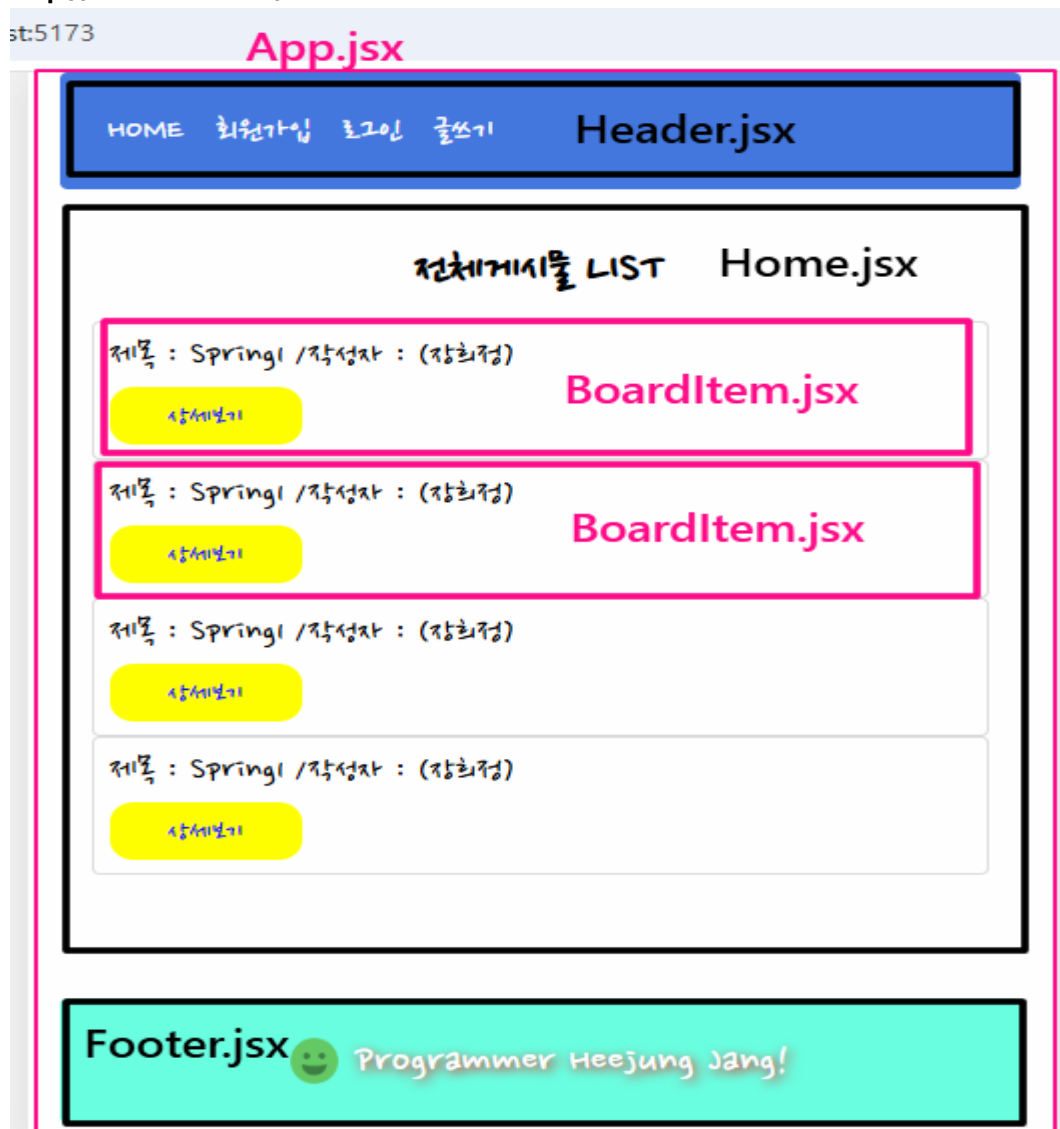 st:5173
App.jsx
HOME 회원가입 로그인 글쓰기 Header.jsx
전체게시물 LIST Home.jsx
제목 : Spring1 /작성자 : (장희정)
BoardItem.jsx
상세보기
제목 : Spring1 /작성자 : (장희정)
BoardItem.jsx
상세보기
제목 : Spring1 /작성자 : (장희정)
상세보기
제목 : Spring1 /작성자 : (장희정)
상세보기
Footer.jsx Programmer Heejung Jang!